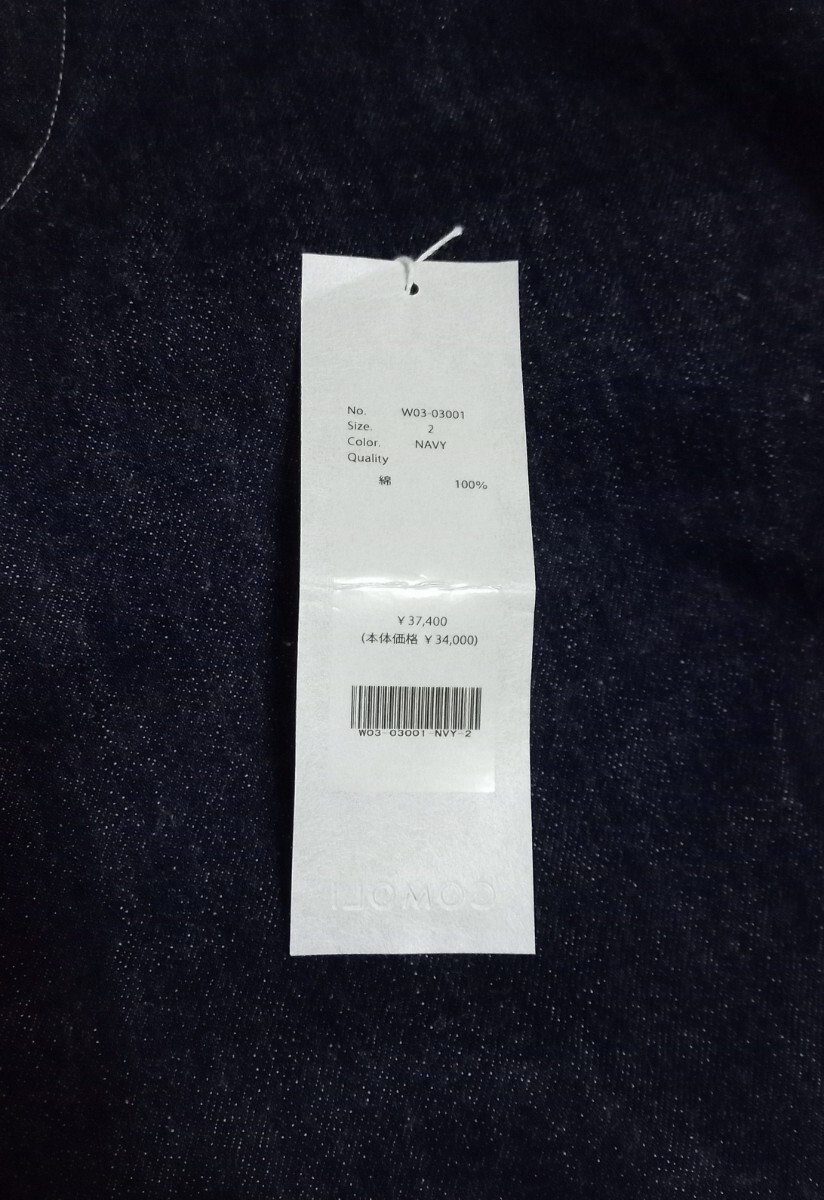 No. W03-03001
Size. 2
Color. NAVY
Quality
綿 100%
¥37,400
(本体価格 ¥34,000)
W03-03001-NVY-2
COMOLI